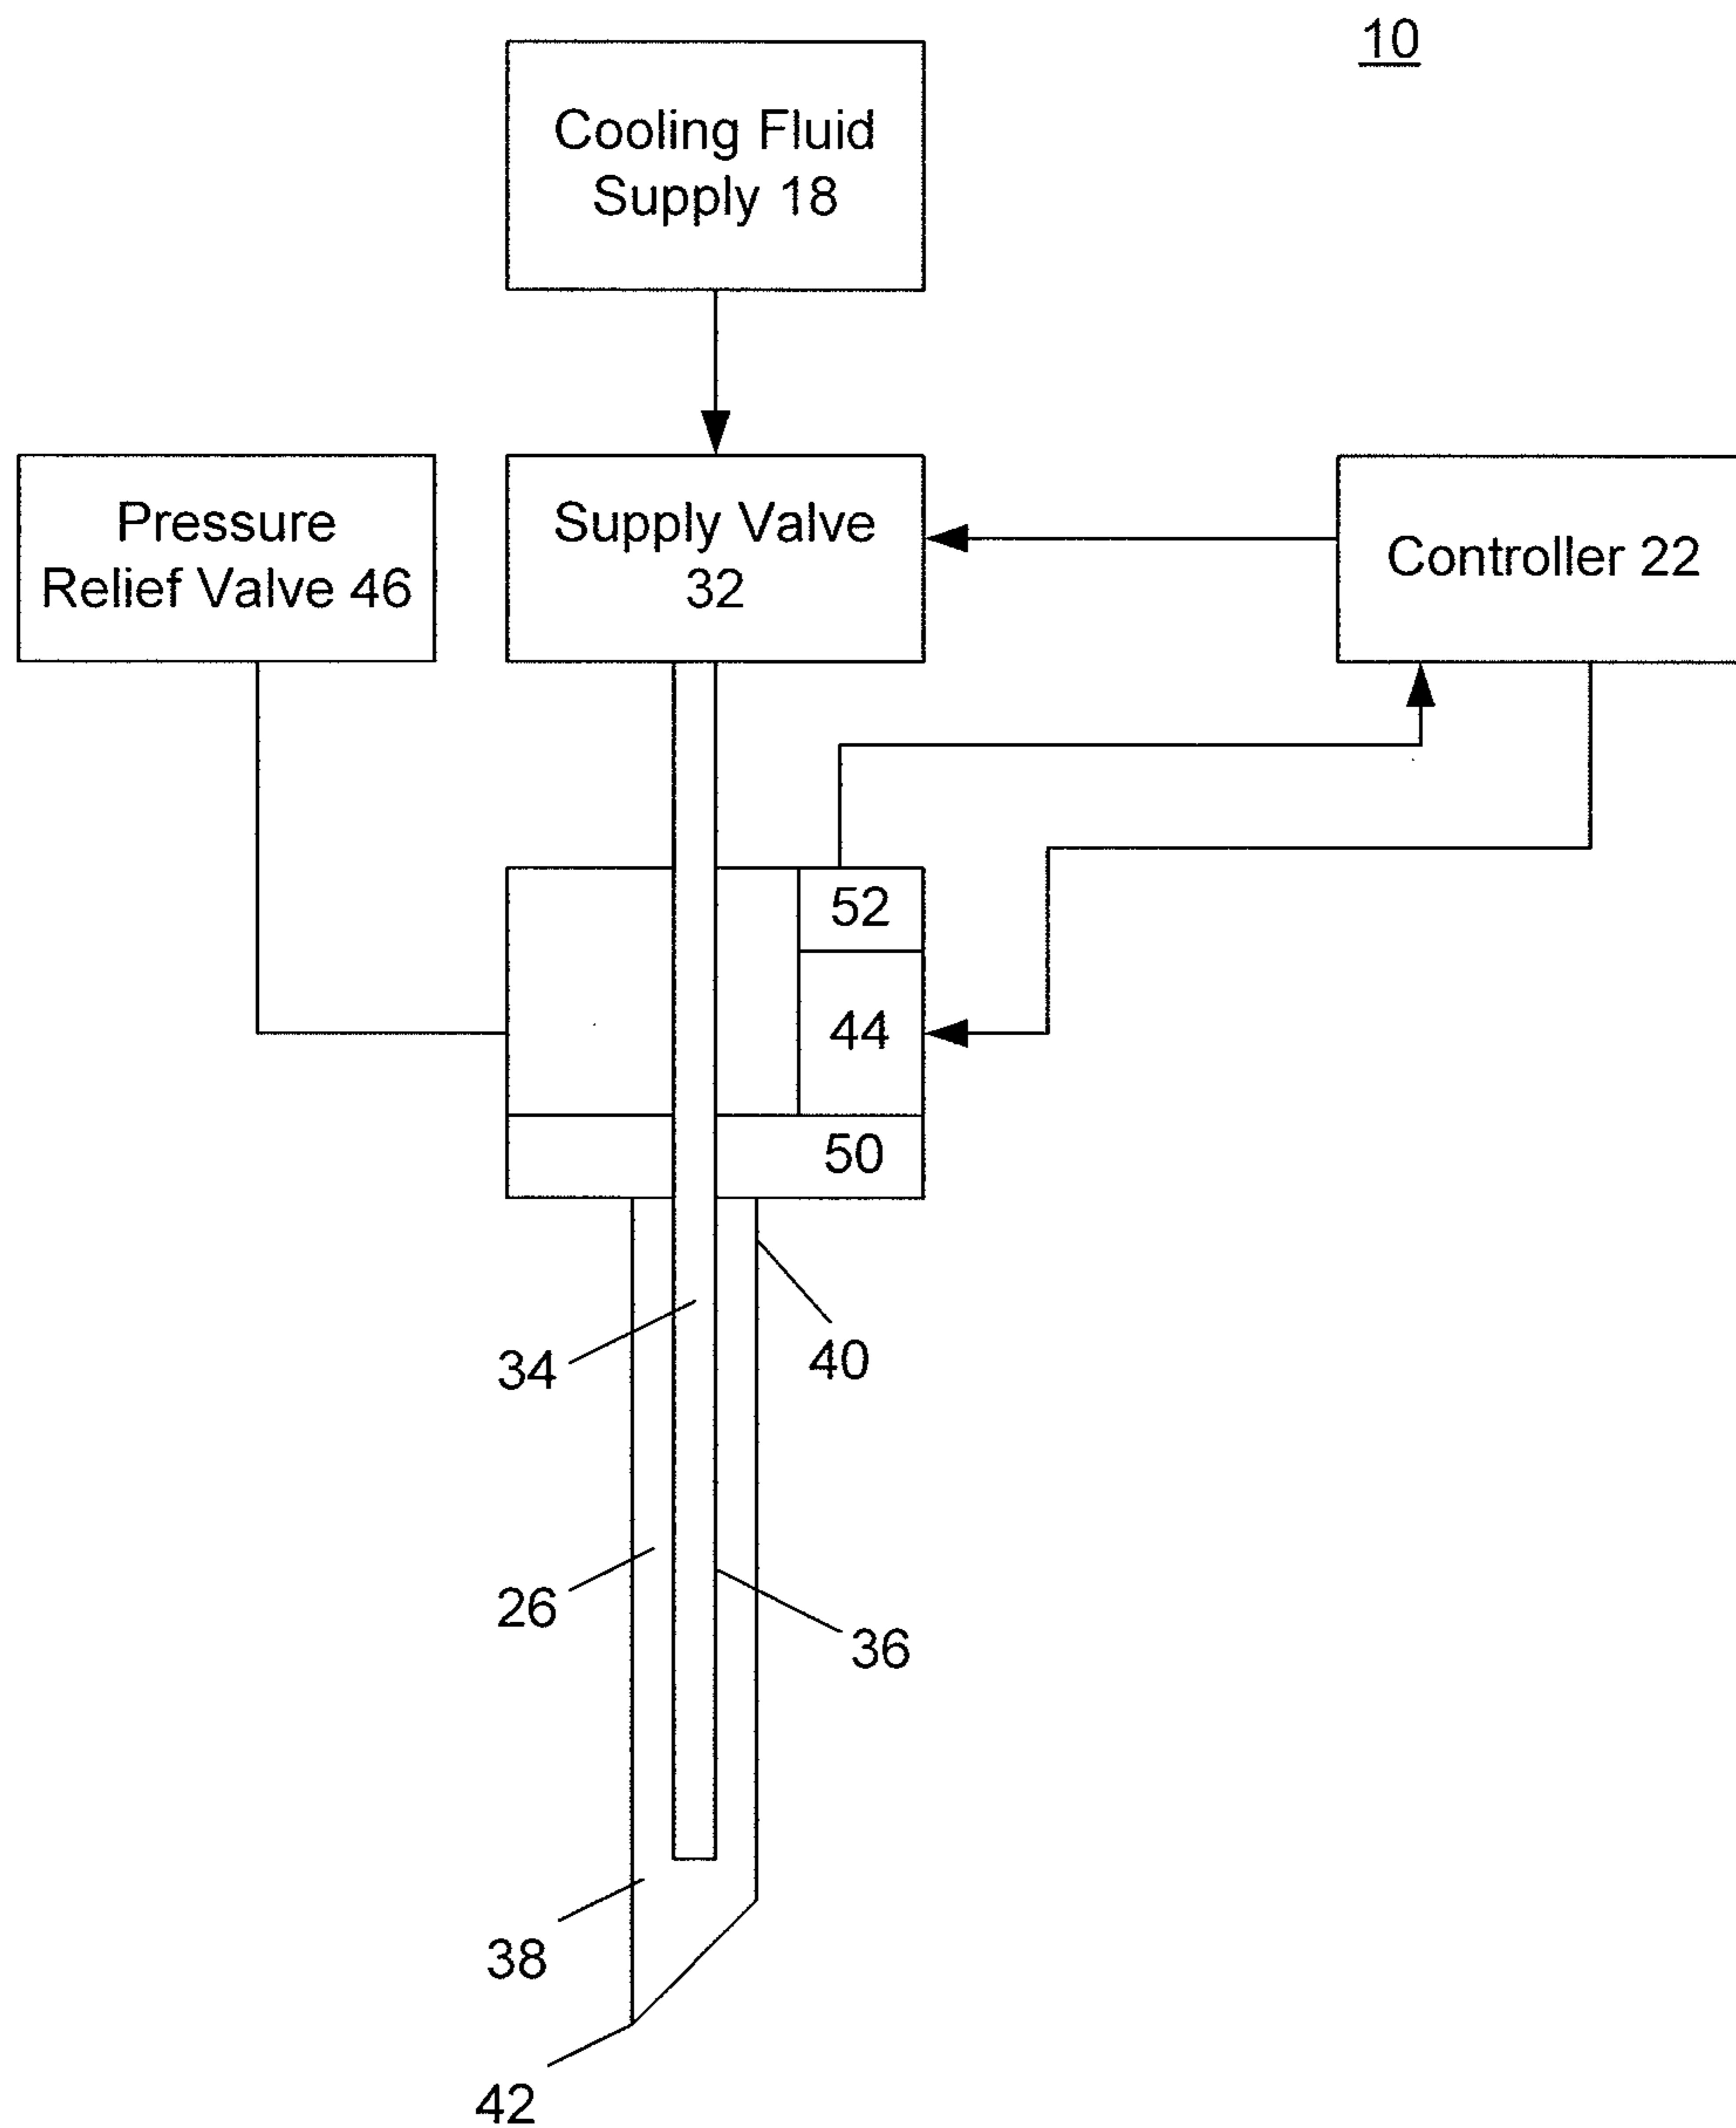 10
Cooling Fluid
Supply 18
Pressure
Relief Valve 46
Supply Valve
32
Controller 22
52
44
50
34
40
26
36
38
42